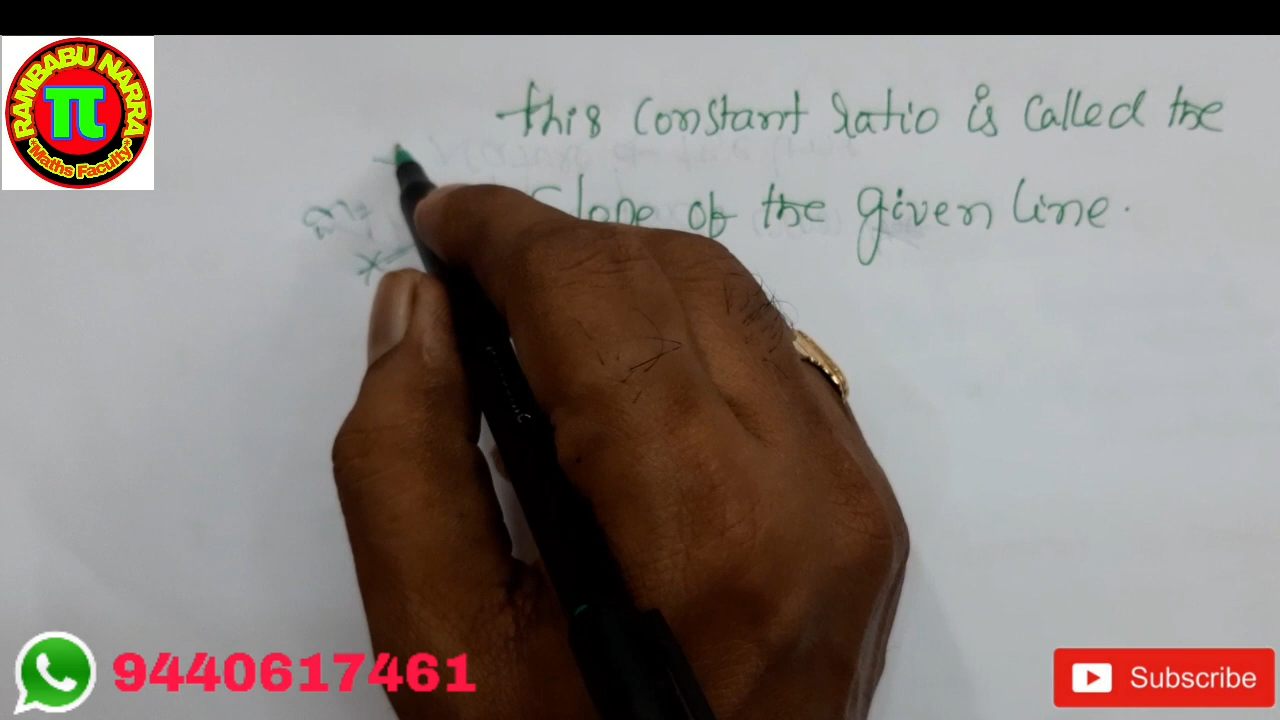 RAMBABU NARRA
π
*Maths Faculty*
This constant ratio is called the
Slope of the given line.
9440617461
Subscribe